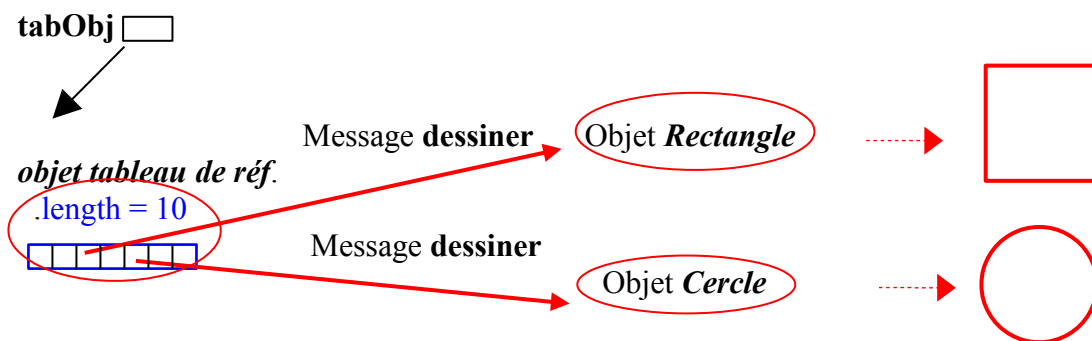 tabObj
Message dessiner
Objet Rectangle
objet tableau de réf.
.length = 10
Message dessiner
Objet Cercle